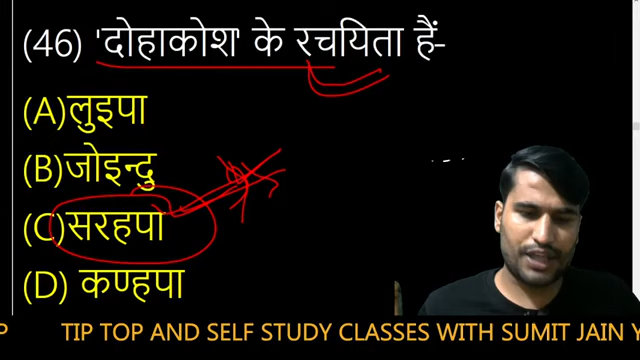 (46) 'दोहाकोश' के रचयिता हैं-
(A)लुइपा
(B)जोइन्दु
(C)सरहपा
(D) कण्हपा
P TIP TOP AND SELF STUDY CLASSES WITH SUMIT JAIN Y